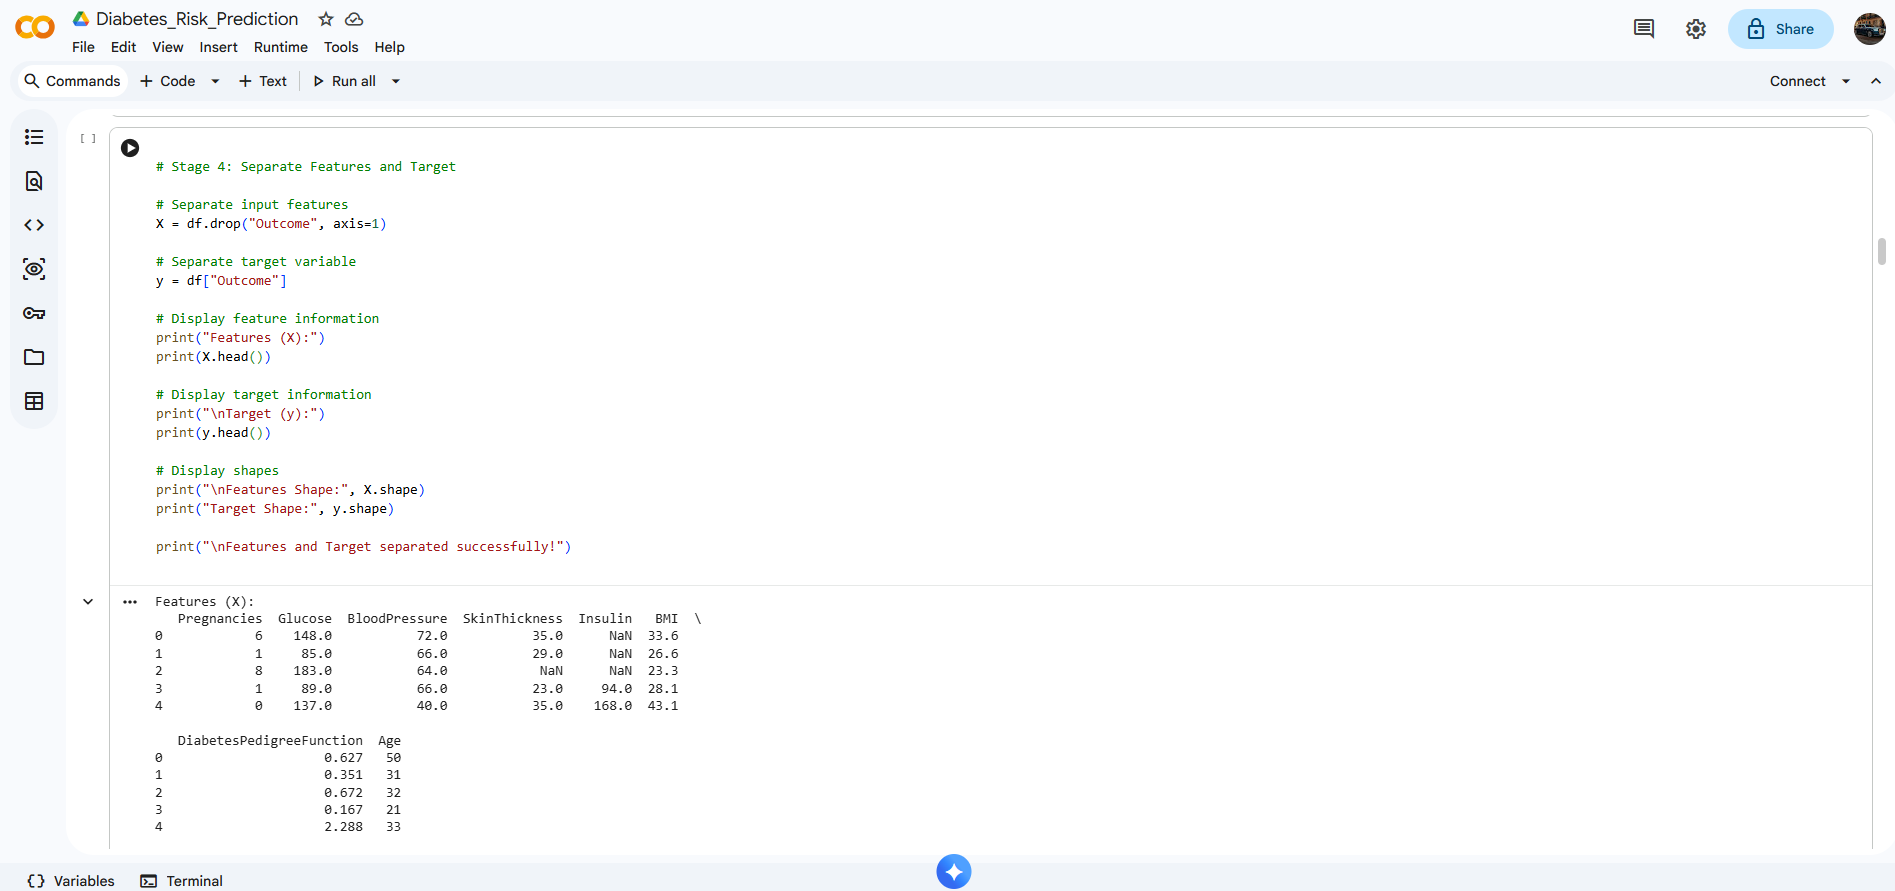 Diabetes_Risk_Prediction
File Edit View Insert Runtime Tools Help
Share
Commands + Code + Text Run all
Connect
[ ]
# Stage 4: Separate Features and Target
# Separate input features
X = df.drop("Outcome", axis=1)
# Separate target variable
y = df["Outcome"]
# Display feature information
print("Features (X):")
print(X.head())
# Display target information
print("\nTarget (y):")
print(y.head())
# Display shapes
print("\nFeatures Shape:", X.shape)
print("Target Shape:", y.shape)
print("\nFeatures and Target separated successfully!")
Features (X):
   Pregnancies  Glucose  BloodPressure  SkinThickness  Insulin   BMI  \
0            6    148.0           72.0           35.0      NaN  33.6
1            1     85.0           66.0           29.0      NaN  26.6
2            8    183.0           64.0            NaN      NaN  23.3
3            1     89.0           66.0           23.0     94.0  28.1
4            0    137.0           40.0           35.0    168.0  43.1
   DiabetesPedigreeFunction  Age
0                     0.627   50
1                     0.351   31
2                     0.672   32
3                     0.167   21
4                     2.288   33
{} Variables Terminal